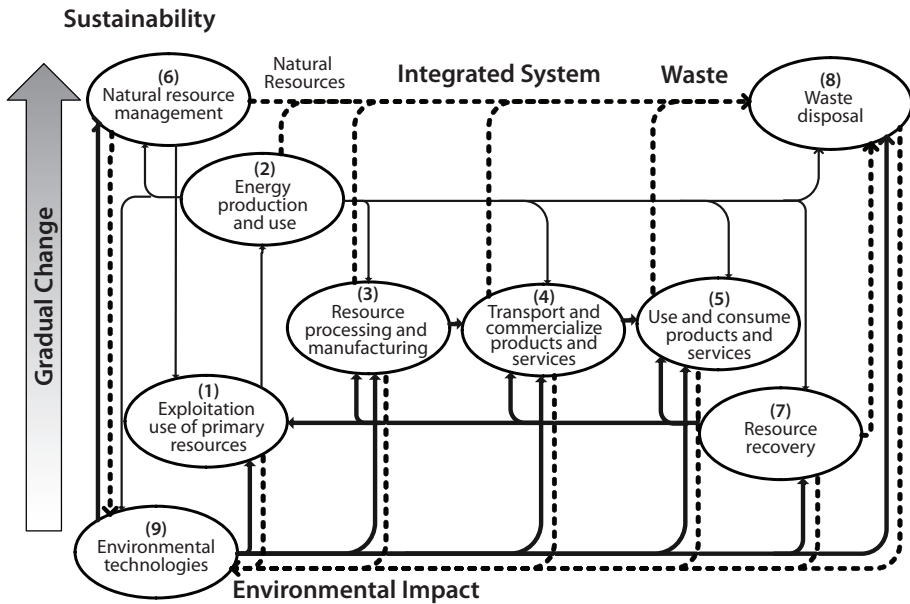 Sustainability
(6)
Natural resource
management
Natural
Resources
Integrated System
Waste
(8)
Waste
disposal
(2)
Energy
production
and use
Gradual Change
(3)
Resource
processing and
manufacturing
(4)
Transport and
commercialize
products and
services
(5)
Use and consume
products and
services
(1)
Exploitation
use of primary
resources
(7)
Resource
recovery
(9)
Environmental
technologies
Environmental Impact